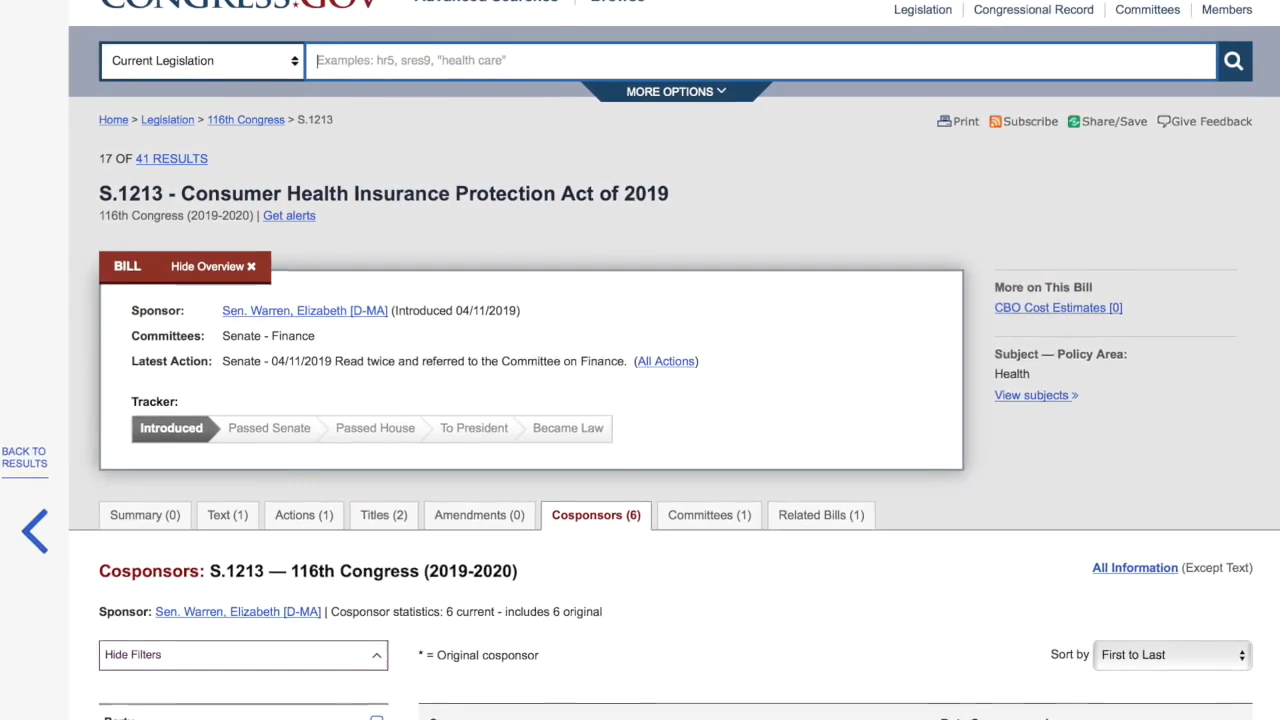 CONGRESS.GOV Advanced Searches | Browse
Legislation | Congressional Record | Committees | Members
Current Legislation Examples: hr5, sres9, "health care"
MORE OPTIONS
Home > Legislation > 116th Congress > S.1213 Print Subscribe Share/Save Give Feedback
17 OF 41 RESULTS
S.1213 - Consumer Health Insurance Protection Act of 2019
116th Congress (2019-2020) | Get alerts
BILL Hide Overview ✖
Sponsor: Sen. Warren, Elizabeth [D-MA] (Introduced 04/11/2019)
Committees: Senate - Finance
Latest Action: Senate - 04/11/2019 Read twice and referred to the Committee on Finance. (All Actions)
Tracker:
Introduced Passed Senate Passed House To President Became Law
More on This Bill
CBO Cost Estimates [0]
Subject — Policy Area:
Health
View subjects »
BACK TO
RESULTS
Summary (0) Text (1) Actions (1) Titles (2) Amendments (0) Cosponsors (6) Committees (1) Related Bills (1)
Cosponsors: S.1213 — 116th Congress (2019-2020) All Information (Except Text)
Sponsor: Sen. Warren, Elizabeth [D-MA] | Cosponsor statistics: 6 current - includes 6 original
Hide Filters * = Original cosponsor Sort by First to Last